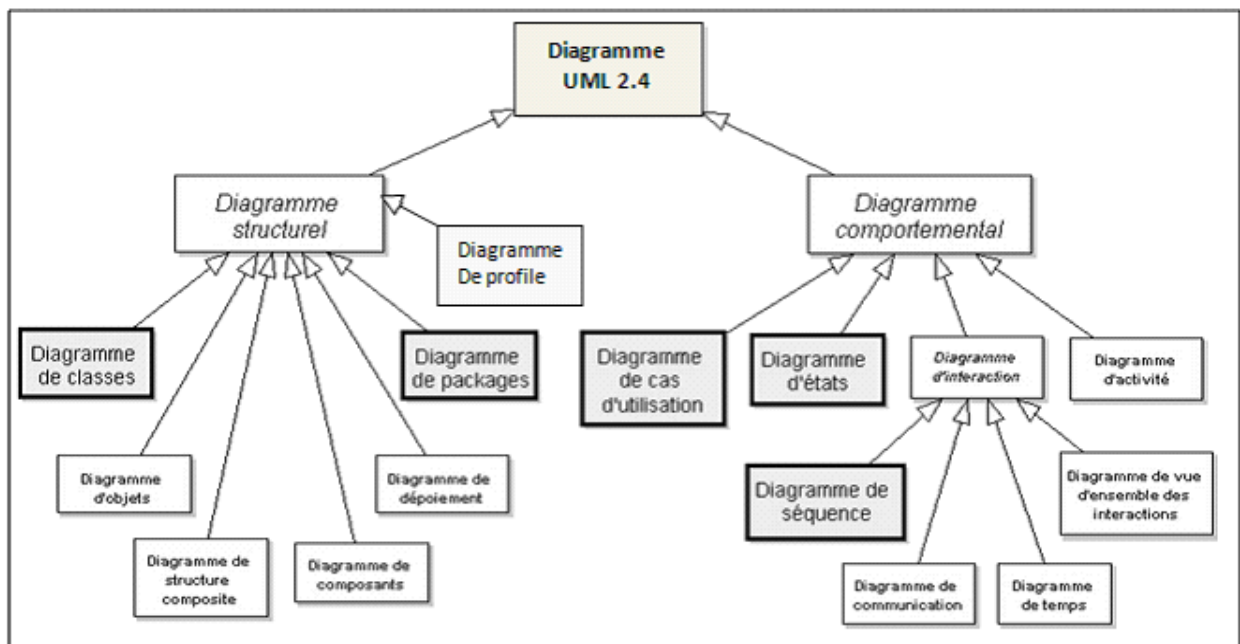 Diagramme
UML 2.4
Diagramme
structurel
Diagramme
comportemental
Diagramme
De profile
Diagramme
de classes
Diagramme
de packages
Diagramme
de cas
d'utilisation
Diagramme
d'états
Diagramme
d'interaction
Diagramme
d'activité
Diagramme
d'objets
Diagramme de
dépoiement
Diagramme de
séquence
Diagramme de vue
d'ensemble des
interactions
Diagramme de
structure
composite
Diagramme de
composants
Diagramme de
communication
Diagramme
de temps